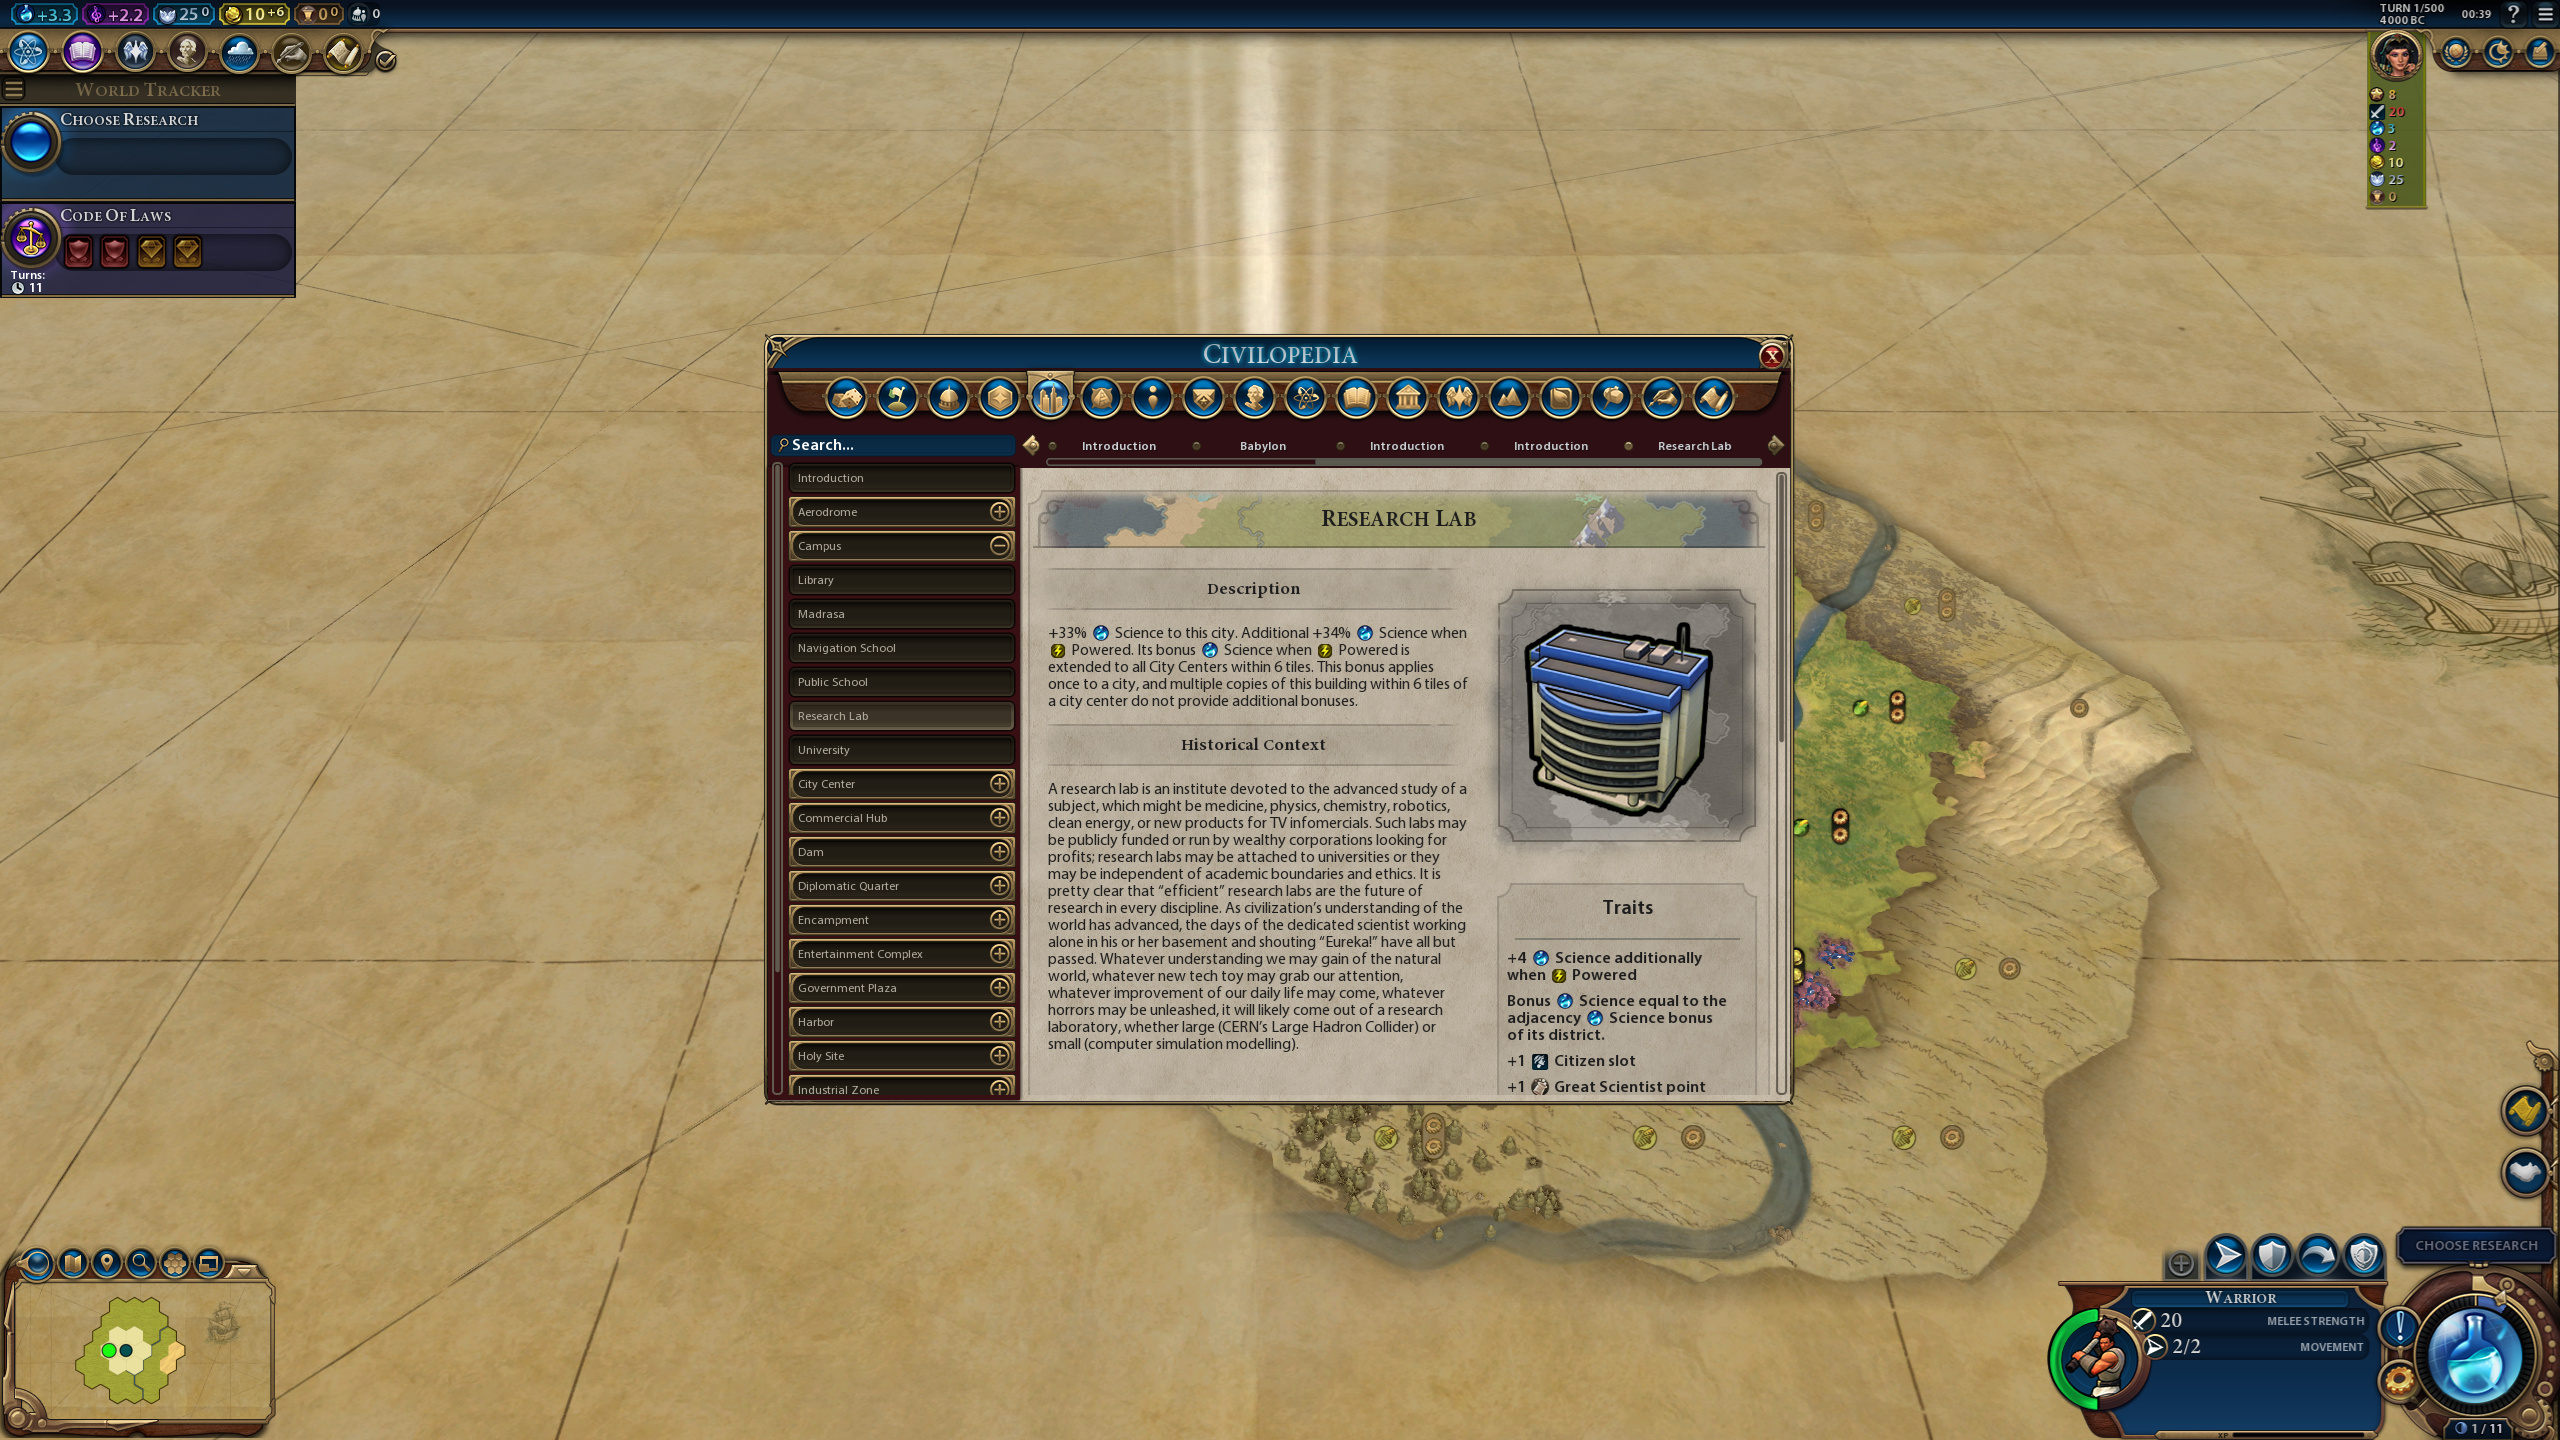 +3.3 +2.2 25 0 10 +6 0 0 0
TURN 1/500
4000 BC
00:39
?
WORLD TRACKER
CHOOSE RESEARCH
CODE OF LAWS
Turns:
11
8
20
3
2
10
25
0
CIVILOPEDIA
X
Search...
Introduction Babylon Introduction Introduction Research Lab
Introduction
Aerodrome
Campus
Library
Madrasa
Navigation School
Public School
Research Lab
University
City Center
Commercial Hub
Dam
Diplomatic Quarter
Encampment
Entertainment Complex
Government Plaza
Harbor
Holy Site
Industrial Zone
RESEARCH LAB
Description
+33% Science to this city. Additional +34% Science when
Powered. Its bonus Science when Powered is
extended to all City Centers within 6 tiles. This bonus applies
once to a city, and multiple copies of this building within 6 tiles of
a city center do not provide additional bonuses.
Historical Context
A research lab is an institute devoted to the advanced study of a
subject, which might be medicine, physics, chemistry, robotics,
clean energy, or new products for TV infomercials. Such labs may
be publicly funded or run by wealthy corporations looking for
profits; research labs may be attached to universities or they
may be independent of academic boundaries and ethics. It is
pretty clear that “efficient” research labs are the future of
research in every discipline. As civilization’s understanding of the
world has advanced, the days of the dedicated scientist working
alone in his or her basement and shouting “Eureka!” have all but
passed. Whatever understanding we may gain of the natural
world, whatever new tech toy may grab our attention,
whatever improvement of our daily life may come, whatever
horrors may be unleashed, it will likely come out of a research
laboratory, whether large (CERN’s Large Hadron Collider) or
small (computer simulation modelling).
Traits
+4 Science additionally
when Powered
Bonus Science equal to the
adjacency Science bonus
of its district.
+1 Citizen slot
+1 Great Scientist point
CHOOSE RESEARCH
WARRIOR
20 MELEE STRENGTH
2/2 MOVEMENT
XP
1 / 11